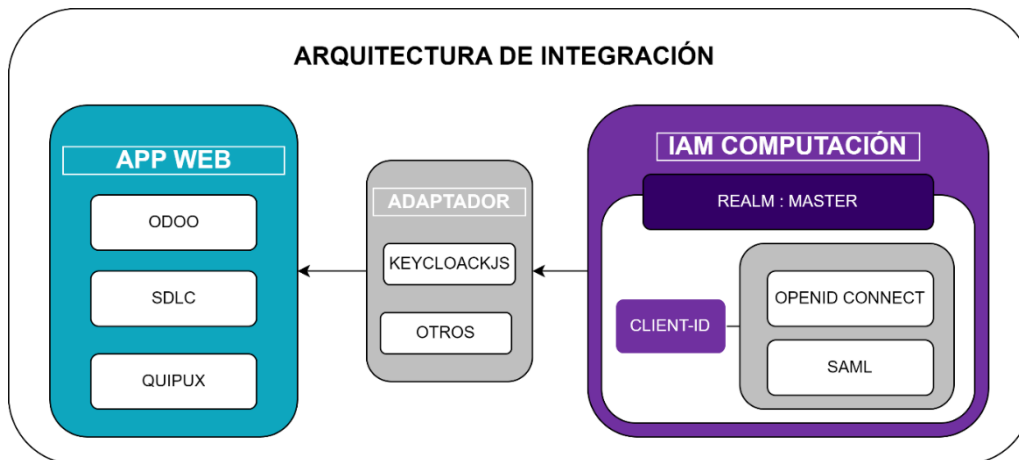 ARQUITECTURA DE INTEGRACIÓN
APP WEB
ODOO
SDLC
QUIPUX
ADAPTADOR
KEYCLOACKJS
OTROS
IAM COMPUTACIÓN
REALM : MASTER
CLIENT-ID
OPENID CONNECT
SAML